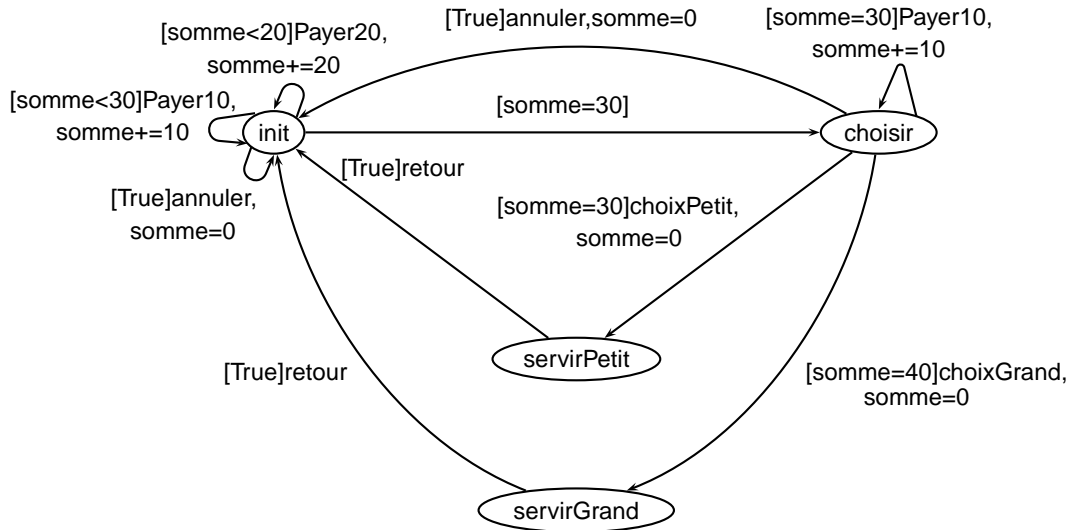 [True]annuler,somme=0
[somme=30]Payer10,
somme+=10
[somme<20]Payer20,
somme+=20
[somme<30]Payer10,
somme+=10
[somme=30]
init
choisir
[True]retour
[True]annuler,
somme=0
[somme=30]choixPetit,
somme=0
servirPetit
[True]retour
[somme=40]choixGrand,
somme=0
servirGrand